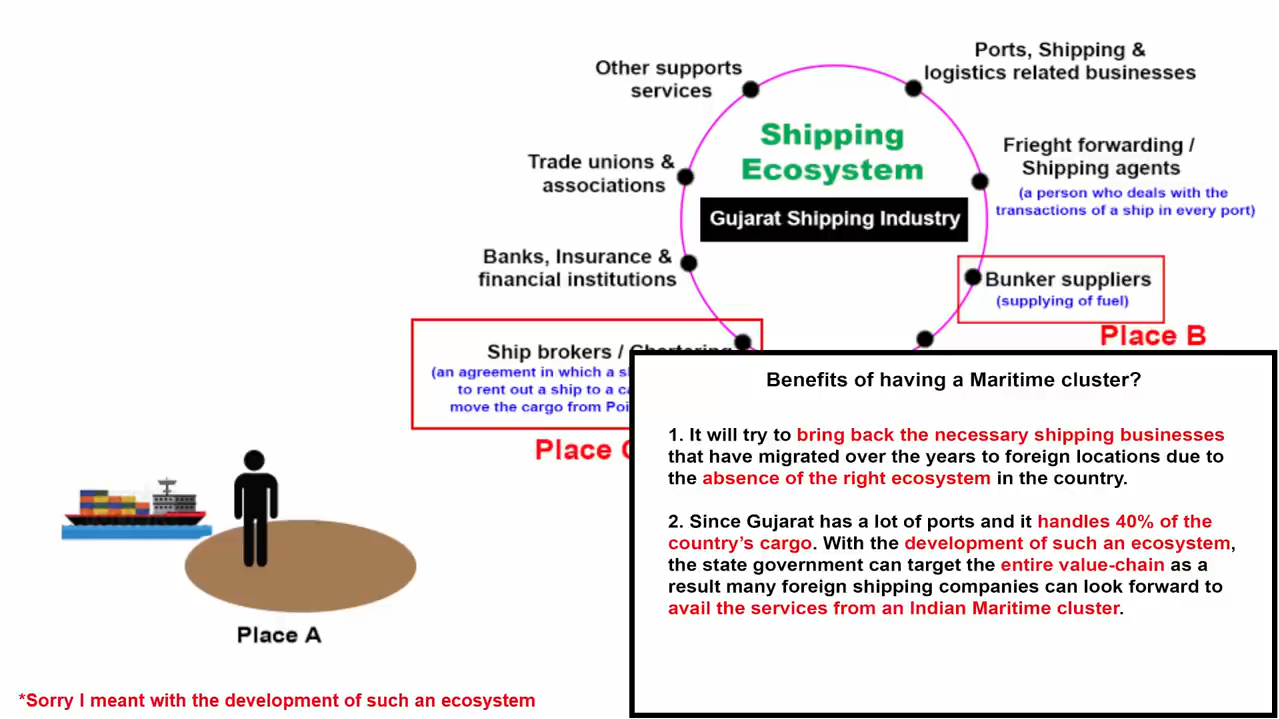 Other supports
services
Ports, Shipping &
logistics related businesses
Shipping
Ecosystem
Gujarat Shipping Industry
Trade unions &
associations
Frieght forwarding /
Shipping agents
(a person who deals with the
transactions of a ship in every port)
Banks, Insurance &
financial institutions
Bunker suppliers
(supplying of fuel)
Place B
Ship brokers /
(an agreement in which a
to rent out a ship to a
move the cargo from
Place
Place A
*Sorry I meant with the development of such an ecosystem
Benefits of having a Maritime cluster?
1. It will try to bring back the necessary shipping businesses
that have migrated over the years to foreign locations due to
the absence of the right ecosystem in the country.
2. Since Gujarat has a lot of ports and it handles 40% of the
country's cargo. With the development of such an ecosystem,
the state government can target the entire value-chain as a
result many foreign shipping companies can look forward to
avail the services from an Indian Maritime cluster.